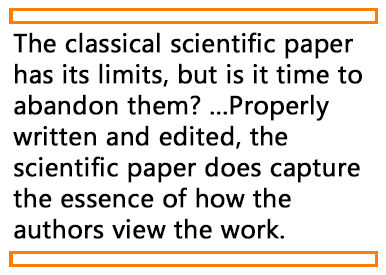 The classical scientific paper
has its limits, but is it time to
abandon them? ...Properly
written and edited, the
scientific paper does capture
the essence of how the
authors view the work.